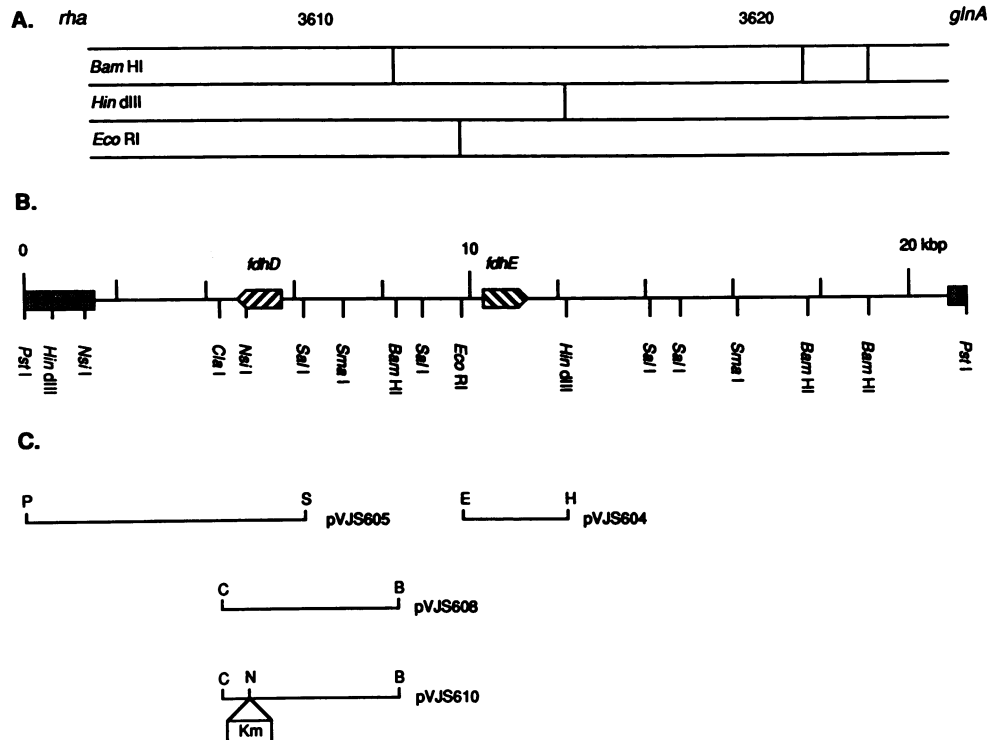 A. rha 3610 3620 glnA
Bam HI
Hin dIII
Eco RI
B.
0 10 20 kbp
fdhD fdhE
Pst I
Hin dIII
Nsi I
Cla I
Nsi I
Sal I
Sma I
Bam HI
Sal I
Eco RI
Hin dIII
Sal I
Sal I
Sma I
Bam HI
Bam HI
Pst I
C.
P S pVJS605 E H pVJS604
C B pVJS608
C N B pVJS610
Km